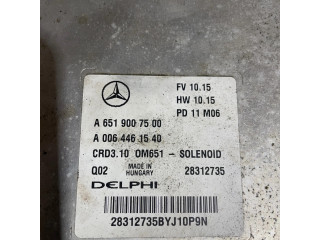 FV 10.15
HW 10.15
PD 11 M06
A 651 900 75 00
A 006 446 15 40
CRD3.10 OM651 - SOLENOID
Q02 MADE IN HUNGARY 28312735
DELPHI
28312735BYJ10P9N